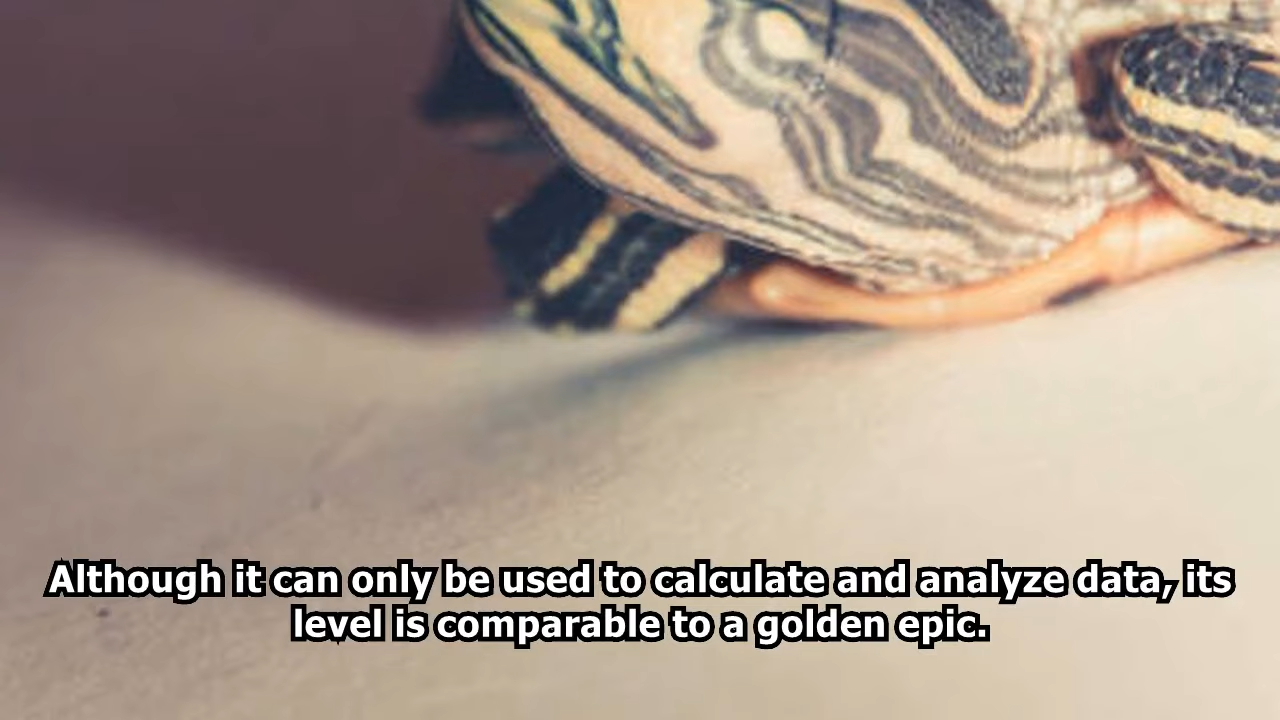 Although it can only be used to calculate and analyze data, its
level is comparable to a golden epic.